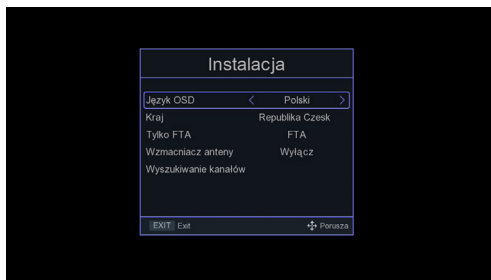 Instalacja
Język OSD < Polski >
Kraj Republika Czesk
Tylko FTA FTA
Wzmacniacz anteny Wyłącz
Wyszukiwanie kanałów
EXIT Exit Porusza